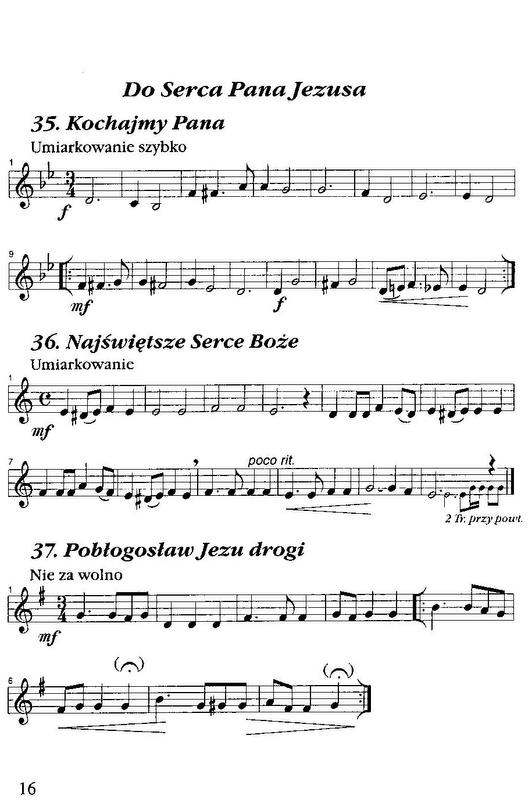 Do Serca Pana Jezusa
35. Kochajmy Pana
Umiarkowanie szybko
1
3
4
f
9
mf
f
36. Najświętsze Serce Boże
Umiarkowanie
1
mf
7
poco rit.
2 Tr. przy powt.
37. Pobłogosław Jezu drogi
Nie za wolno
1
3
4
mf
6
16